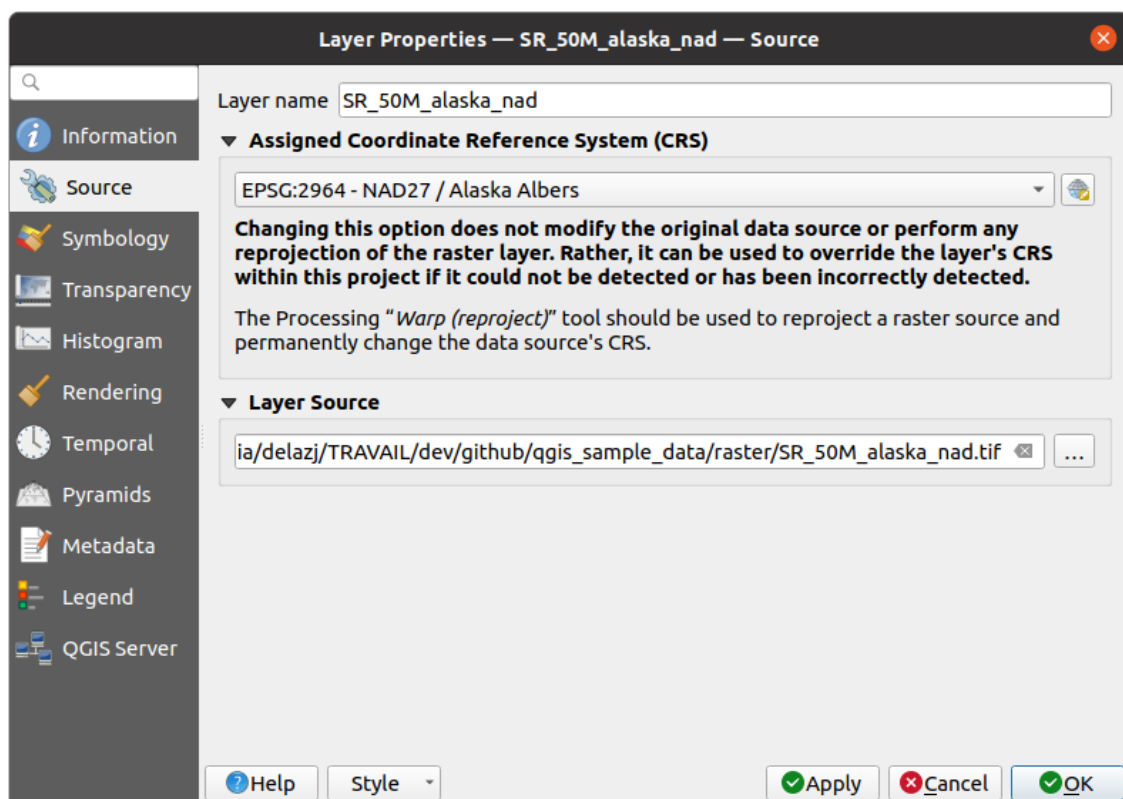 Layer Properties — SR_50M_alaska_nad — Source
Information
Source
Symbology
Transparency
Histogram
Rendering
Temporal
Pyramids
Metadata
Legend
QGIS Server
Layer name SR_50M_alaska_nad
Assigned Coordinate Reference System (CRS)
EPSG:2964 - NAD27 / Alaska Albers
Changing this option does not modify the original data source or perform any
reprojection of the raster layer. Rather, it can be used to override the layer's CRS
within this project if it could not be detected or has been incorrectly detected.
The Processing “Warp (reproject)” tool should be used to reproject a raster source and
permanently change the data source's CRS.
Layer Source
ia/delazj/TRAVAIL/dev/github/qgis_sample_data/raster/SR_50M_alaska_nad.tif
...
Help
Style
Apply
Cancel
OK